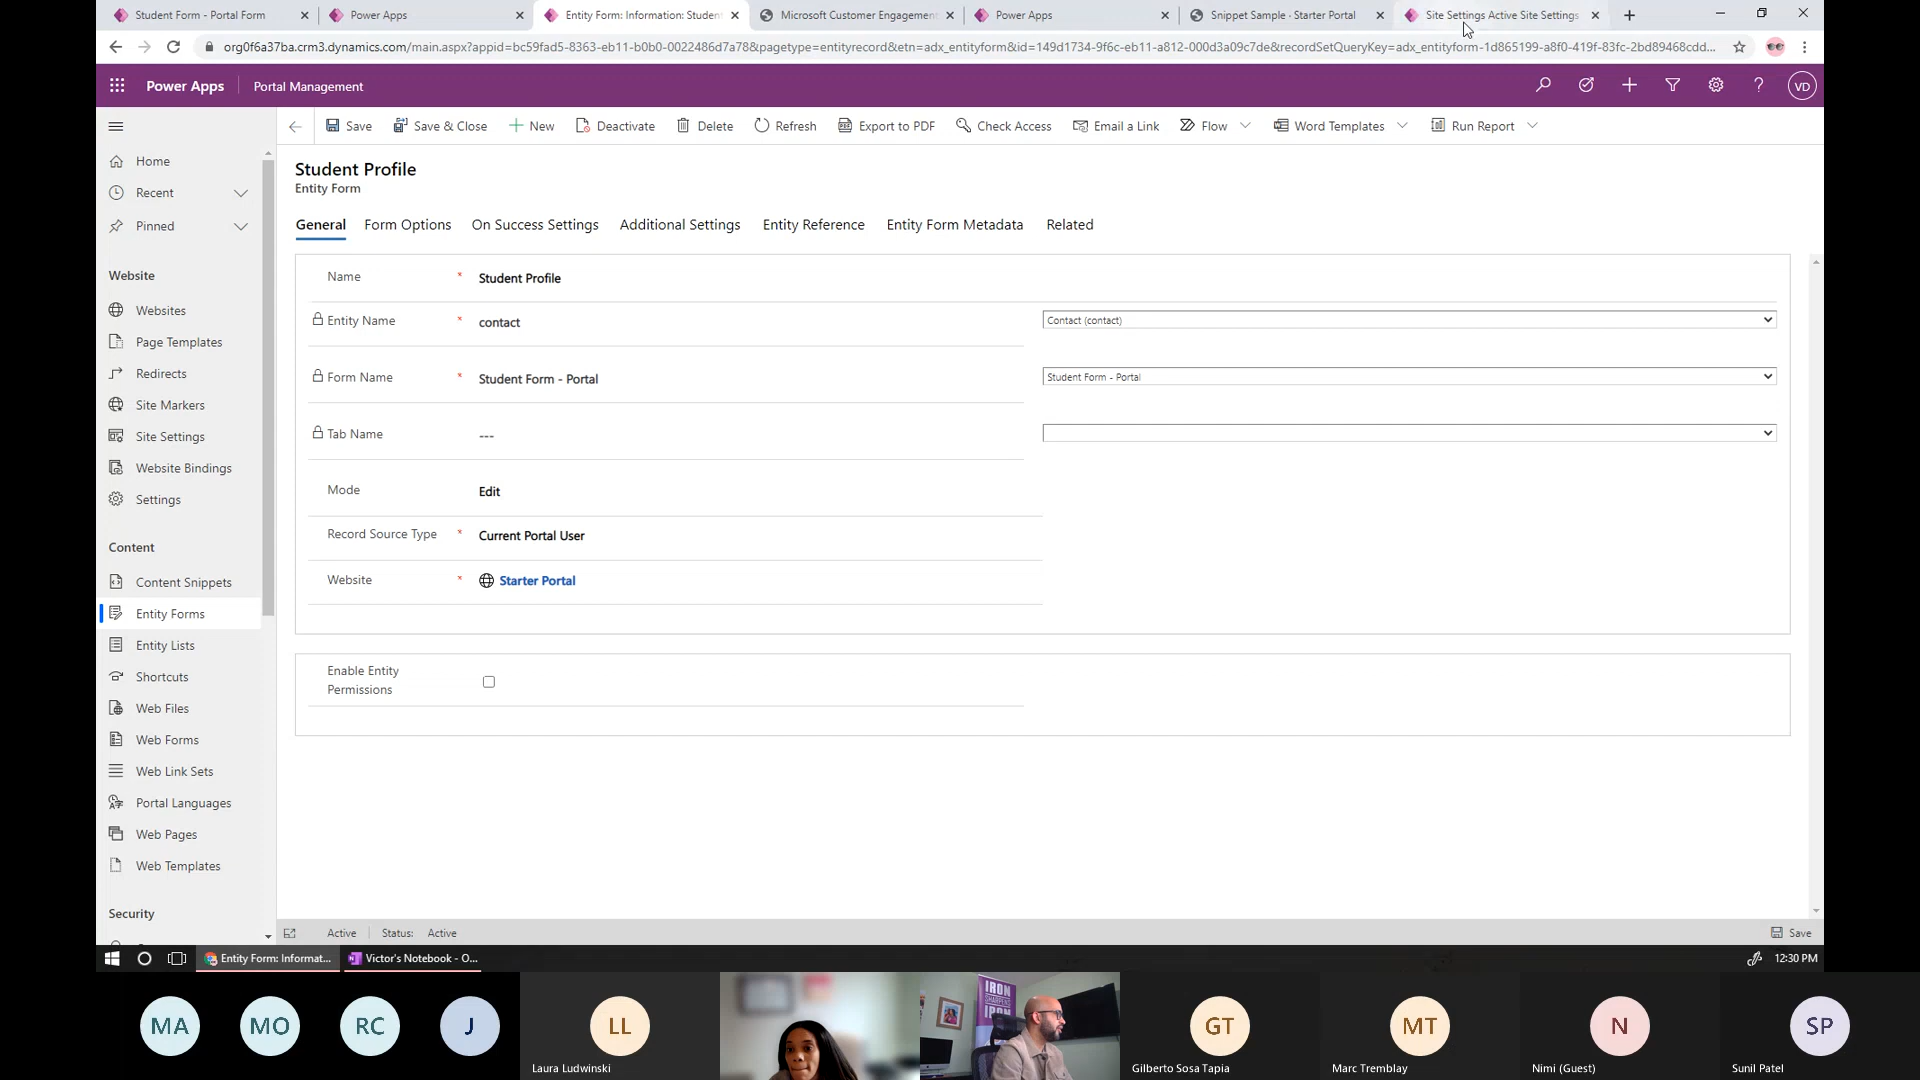 Student Form - Portal Form
Power Apps
Entity Form: Information: Student
Microsoft Customer Engagement
Power Apps
Snippet Sample · Starter Portal
Site Settings Active Site Settings
org0f6a37ba.crm3.dynamics.com/main.aspx?appid=bc59fad5-8363-eb11-b0b0-0022486d7a78&pagetype=entityrecord&etn=adx_entityform&id=149d1734-9f6c-eb11-a812-000d3a09c7de&recordSetQueryKey=adx_entityform-1d865199-a8f0-419f-83fc-2bd89468cdd...
Power Apps
Portal Management
VD
Save
Save & Close
New
Deactivate
Delete
Refresh
Export to PDF
Check Access
Email a Link
Flow
Word Templates
Run Report
Home
Recent
Pinned
Website
Websites
Page Templates
Redirects
Site Markers
Site Settings
Website Bindings
Settings
Content
Content Snippets
Entity Forms
Entity Lists
Shortcuts
Web Files
Web Forms
Web Link Sets
Portal Languages
Web Pages
Web Templates
Security
Student Profile
Entity Form
General
Form Options
On Success Settings
Additional Settings
Entity Reference
Entity Form Metadata
Related
Name * Student Profile
Entity Name * contact
Contact (contact)
Form Name * Student Form - Portal
Student Form - Portal
Tab Name ---
Mode Edit
Record Source Type * Current Portal User
Website * Starter Portal
Enable Entity
Permissions
Active
Status: Active
Save
Entity Form: Informat...
Victor's Notebook - O...
12:30 PM
MA
MO
RC
J
LL
Laura Ludwinski
IRON
SHARPENS
IRON
GT
Gilberto Sosa Tapia
MT
Marc Tremblay
N
Nimi (Guest)
SP
Sunil Patel